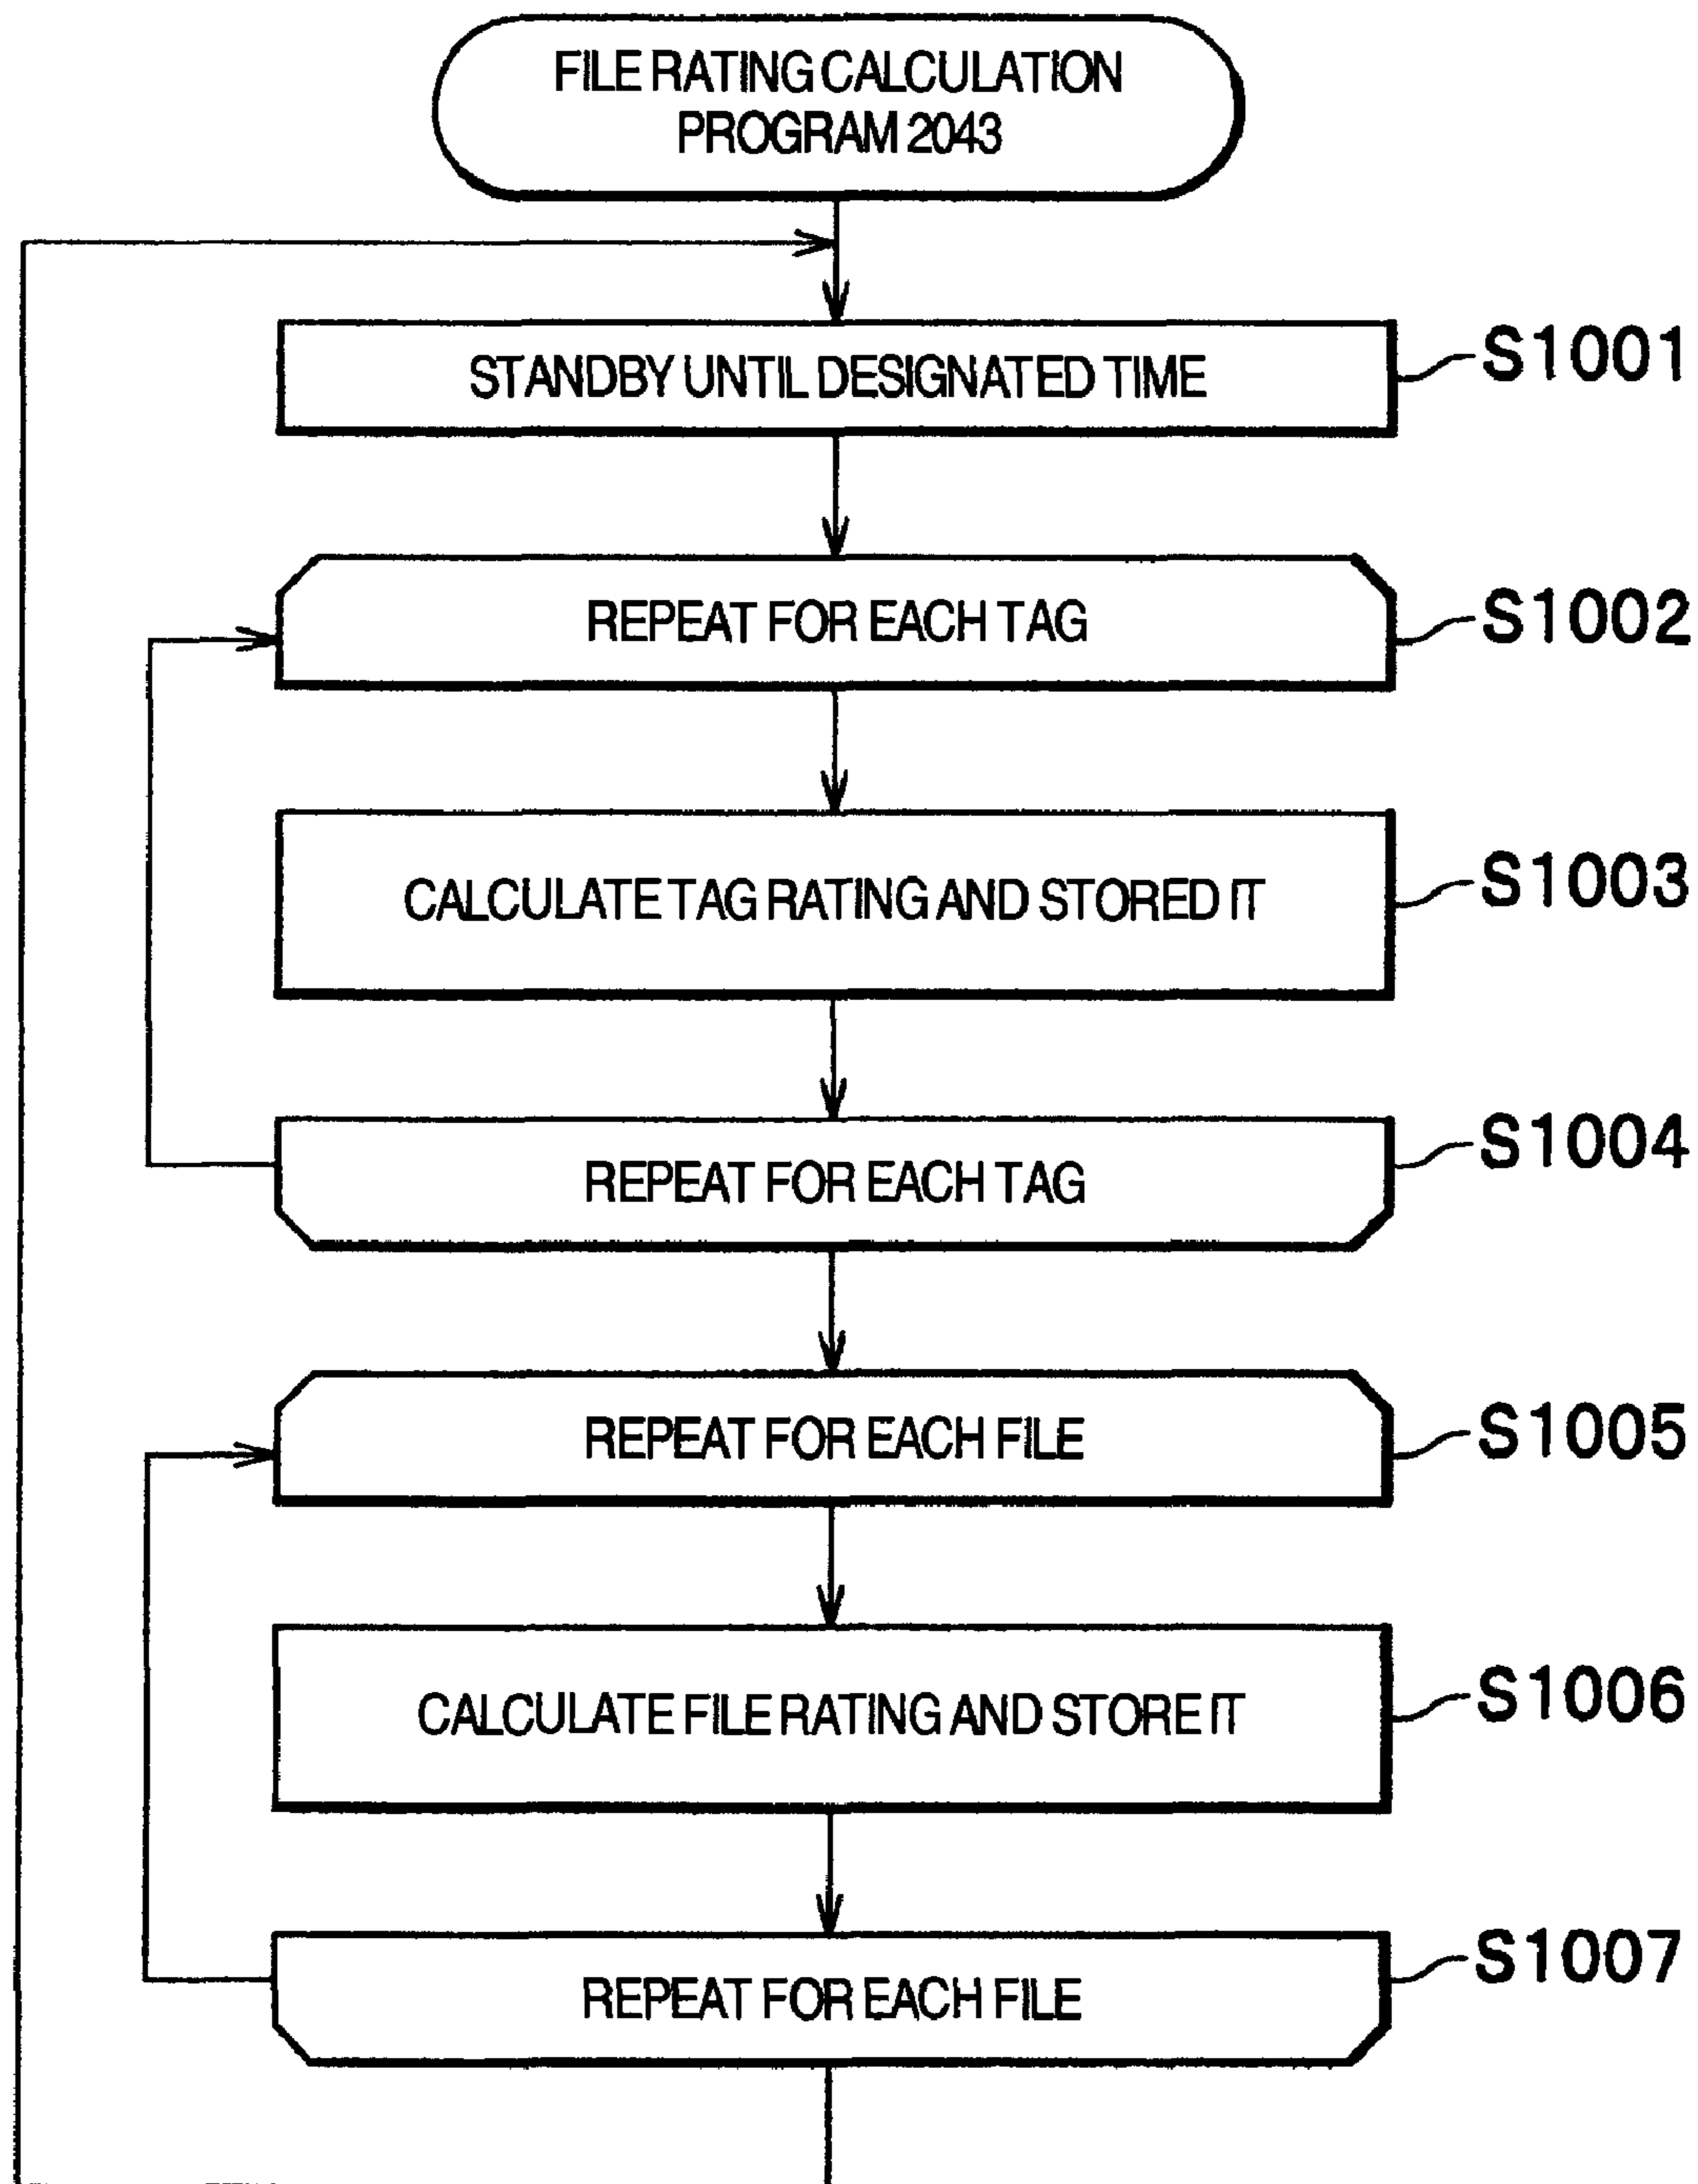 FILE RATING CALCULATION
PROGRAM 2043
STANDBY UNTIL DESIGNATED TIME
S1001
REPEAT FOR EACH TAG
S1002
CALCULATE TAG RATING AND STORED IT
S1003
REPEAT FOR EACH TAG
S1004
REPEAT FOR EACH FILE
S1005
CALCULATE FILE RATING AND STORE IT
S1006
REPEAT FOR EACH FILE
S1007